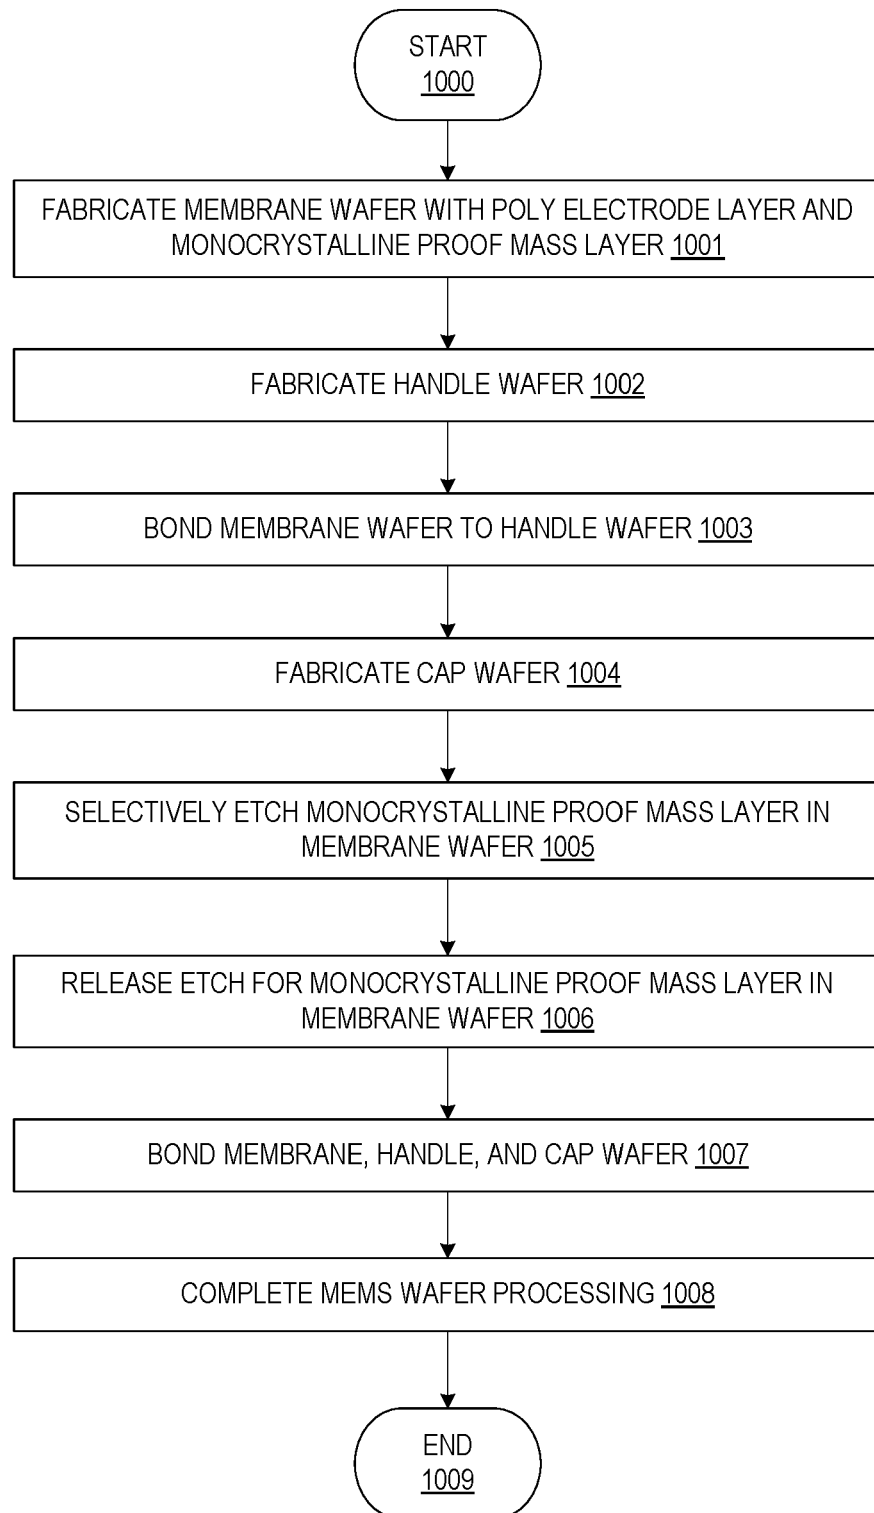 START
1000
FABRICATE MEMBRANE WAFER WITH POLY ELECTRODE LAYER AND
MONOCRYSTALLINE PROOF MASS LAYER 1001
FABRICATE HANDLE WAFER 1002
BOND MEMBRANE WAFER TO HANDLE WAFER 1003
FABRICATE CAP WAFER 1004
SELECTIVELY ETCH MONOCRYSTALLINE PROOF MASS LAYER IN
MEMBRANE WAFER 1005
RELEASE ETCH FOR MONOCRYSTALLINE PROOF MASS LAYER IN
MEMBRANE WAFER 1006
BOND MEMBRANE, HANDLE, AND CAP WAFER 1007
COMPLETE MEMS WAFER PROCESSING 1008
END
1009